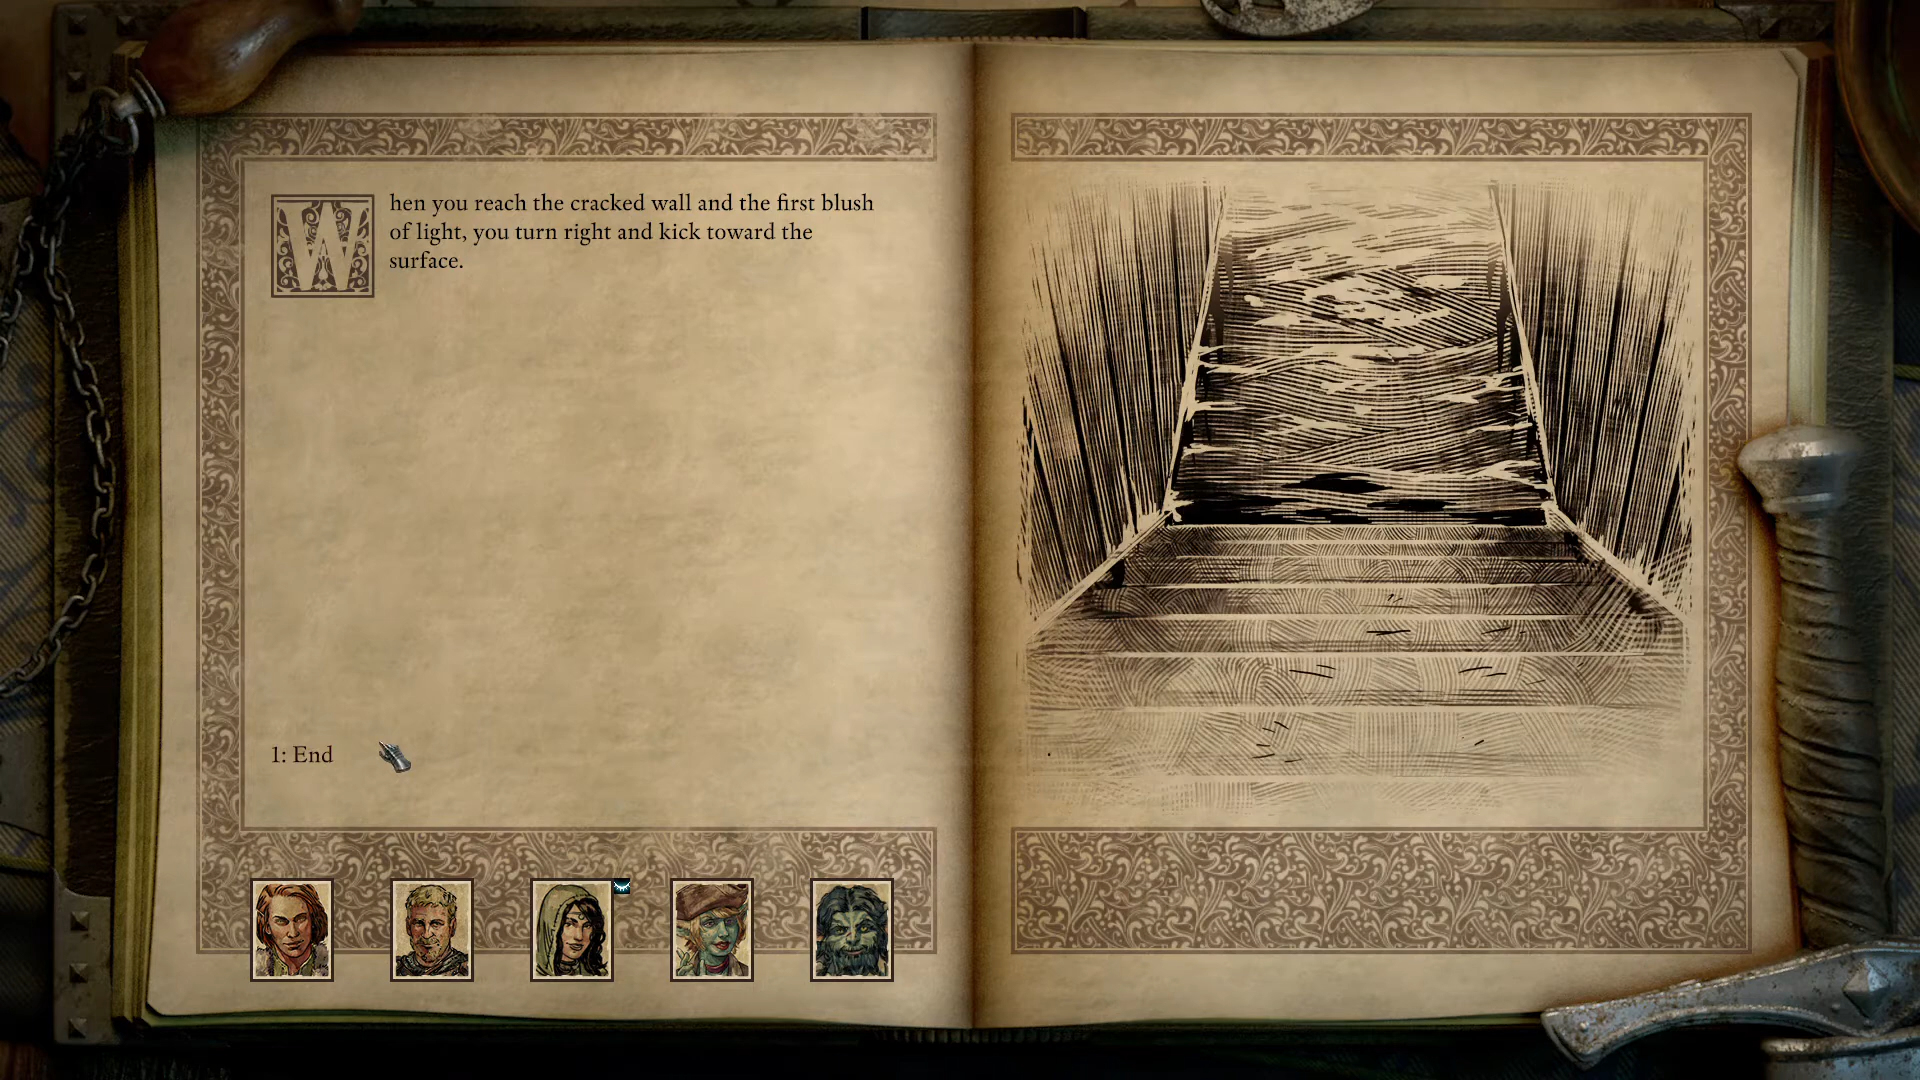 When you reach the cracked wall and the first blush
of light, you turn right and kick toward the
surface.
1: End